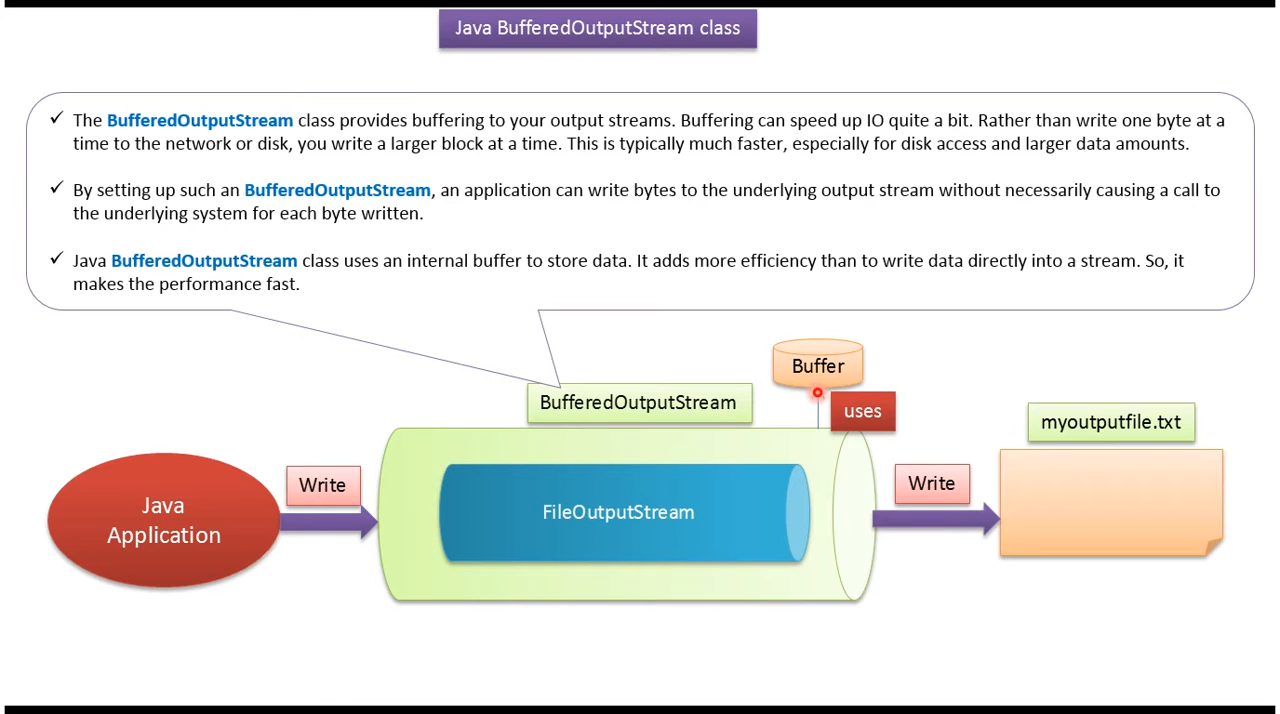 Java BufferedOutputStream class
The BufferedOutputStream class provides buffering to your output streams. Buffering can speed up IO quite a bit. Rather than write one byte at a
time to the network or disk, you write a larger block at a time. This is typically much faster, especially for disk access and larger data amounts.
By setting up such an BufferedOutputStream, an application can write bytes to the underlying output stream without necessarily causing a call to
the underlying system for each byte written.
Java BufferedOutputStream class uses an internal buffer to store data. It adds more efficiency than to write data directly into a stream. So, it
makes the performance fast.
Buffer
BufferedOutputStream
uses
myoutputfile.txt
Write
Write
Java
Application
FileOutputStream